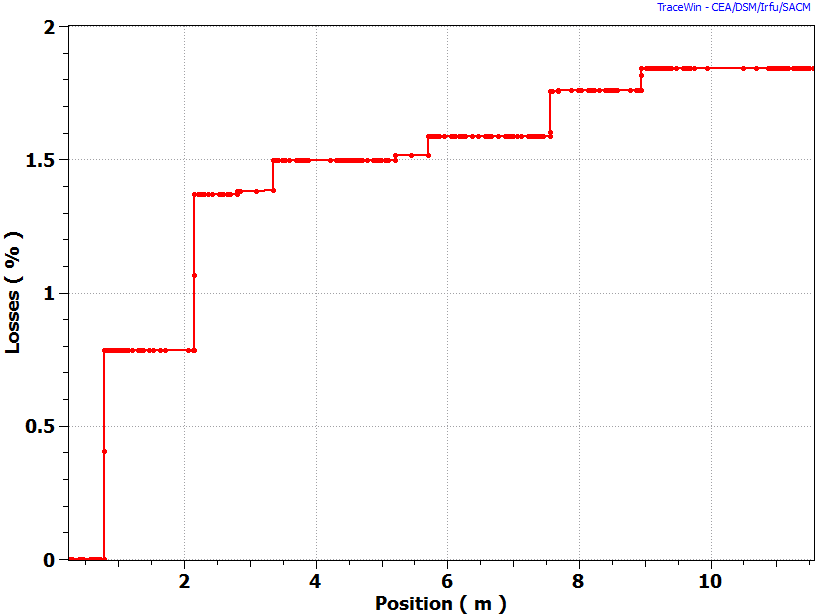 TraceWin - CEA/DSM/Irfu/SACM
2
1.5
1
0.5
0
Losses ( % )
2 4 6 8 10
Position ( m )